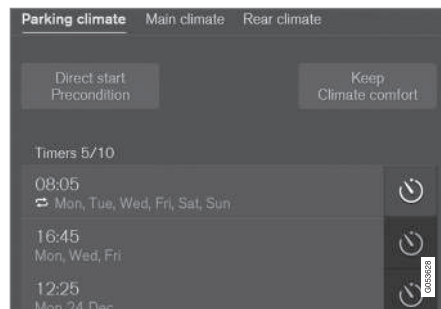 Parking climate Main climate Rear climate
Direct start
Precondition
Keep
Climate comfort
Timers 5/10
08:05
Mon, Tue, Wed, Fri, Sat, Sun
16:45
Mon, Wed, Fri
12:25
Mon 24 Dec
G053628